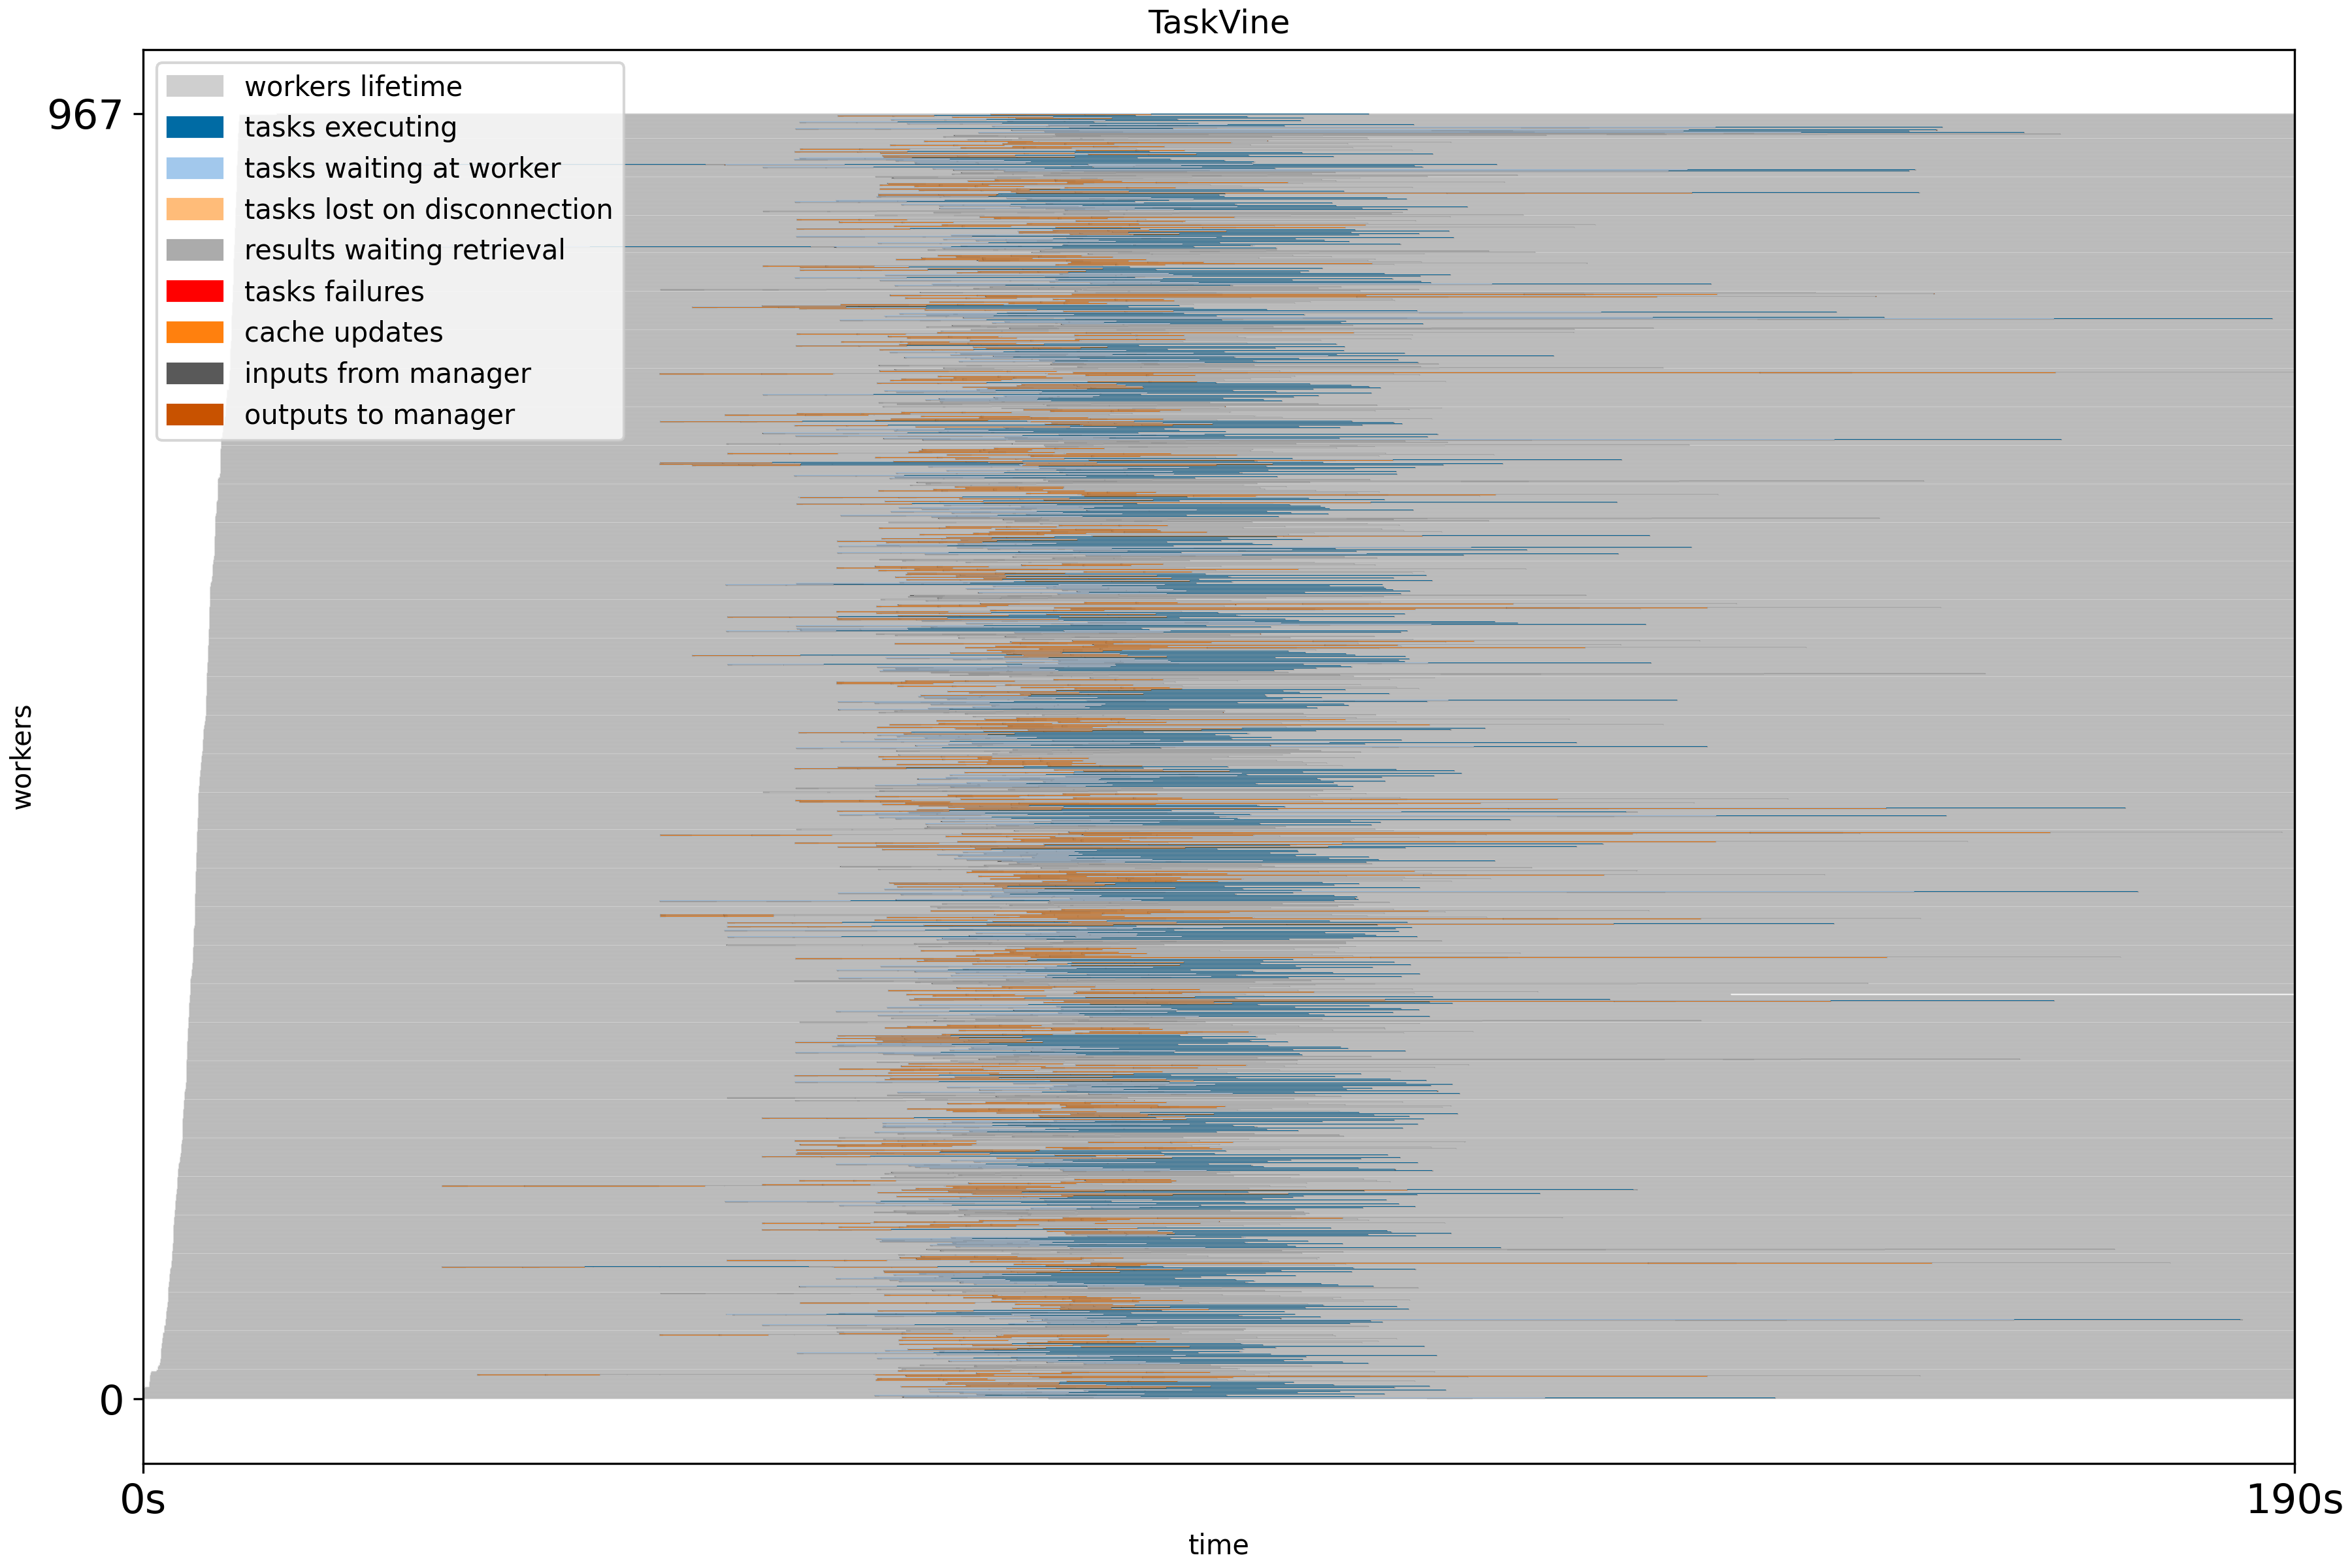 TaskVine
967
workers lifetime
tasks executing
tasks waiting at worker
tasks lost on disconnection
results waiting retrieval
tasks failures
cache updates
inputs from manager
outputs to manager
workers
0
0s
190s
time